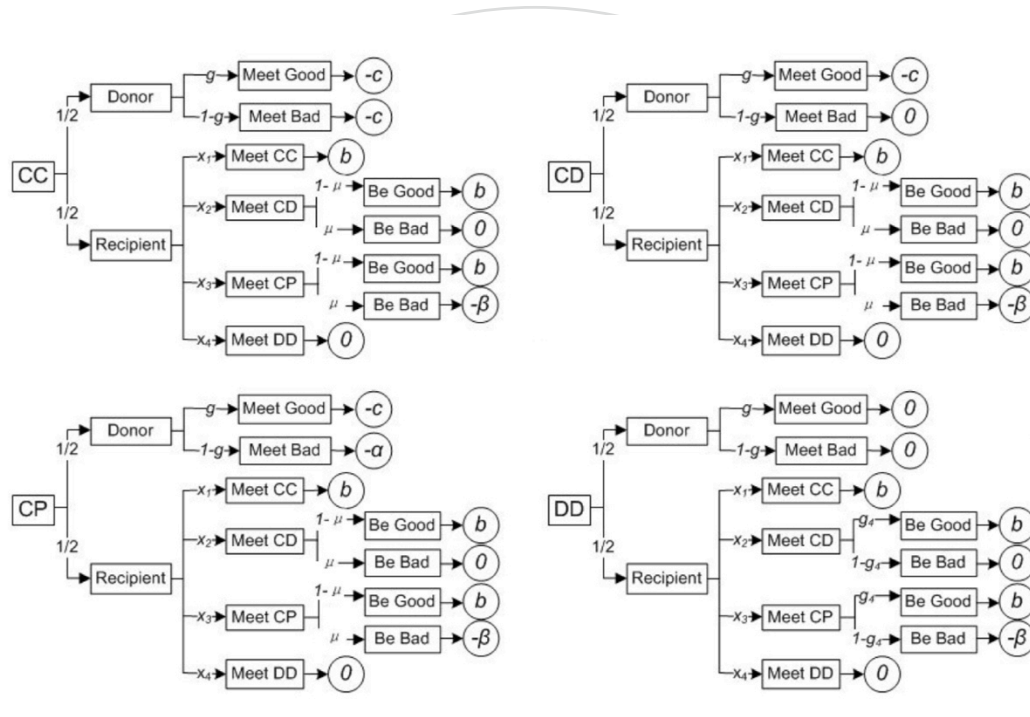 CC
1/2
Donor
g
Meet Good
-c
1-g
Meet Bad
-c
1/2
Recipient
x1
Meet CC
b
x2
Meet CD
1- μ
Be Good
b
μ
Be Bad
0
x3
Meet CP
1- μ
Be Good
b
μ
Be Bad
-β
x4
Meet DD
0
CD
1/2
Donor
g
Meet Good
-c
1-g
Meet Bad
0
1/2
Recipient
x1
Meet CC
b
x2
Meet CD
1- μ
Be Good
b
μ
Be Bad
0
x3
Meet CP
1- μ
Be Good
b
μ
Be Bad
-β
x4
Meet DD
0
CP
1/2
Donor
g
Meet Good
-c
1-g
Meet Bad
-α
1/2
Recipient
x1
Meet CC
b
x2
Meet CD
1- μ
Be Good
b
μ
Be Bad
0
x3
Meet CP
1- μ
Be Good
b
μ
Be Bad
-β
x4
Meet DD
0
DD
1/2
Donor
g
Meet Good
0
1-g
Meet Bad
0
1/2
Recipient
x1
Meet CC
b
x2
Meet CD
g4
Be Good
b
1-g4
Be Bad
0
x3
Meet CP
g4
Be Good
b
1-g4
Be Bad
-β
x4
Meet DD
0